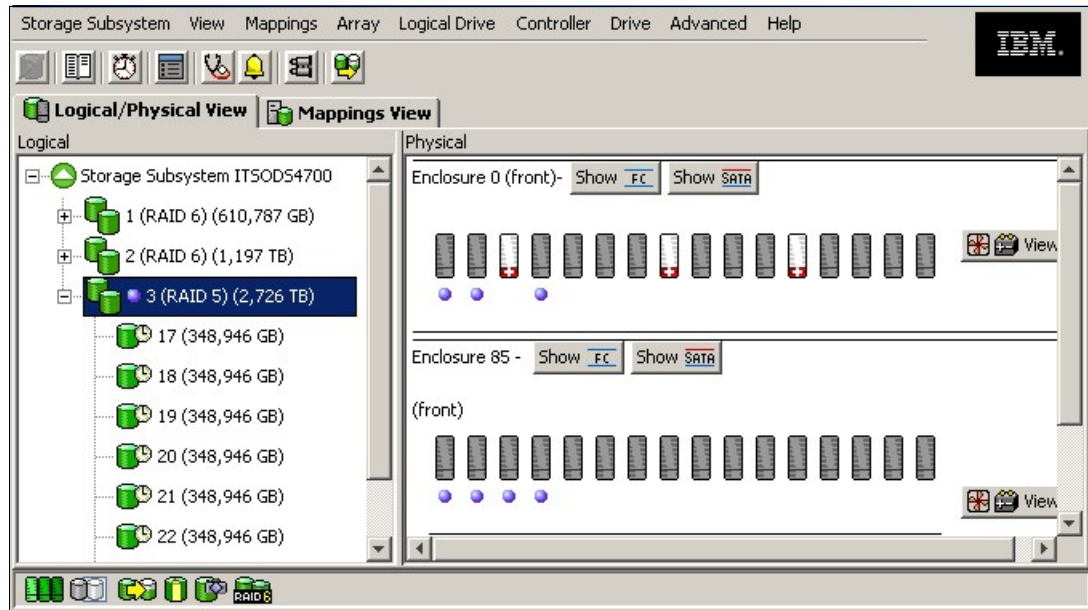 Storage Subsystem View Mappings Array Logical Drive Controller Drive Advanced Help
IBM.
Logical/Physical View Mappings View
Logical
Physical
Storage Subsystem ITSODS4700
1 (RAID 6) (610,787 GB)
2 (RAID 6) (1,197 TB)
3 (RAID 5) (2,726 TB)
17 (348,946 GB)
18 (348,946 GB)
19 (348,946 GB)
20 (348,946 GB)
21 (348,946 GB)
22 (348,946 GB)
Enclosure 0 (front)- Show FC Show SATA
View
Enclosure 85 - Show FC Show SATA
(front)
View
RAID 6